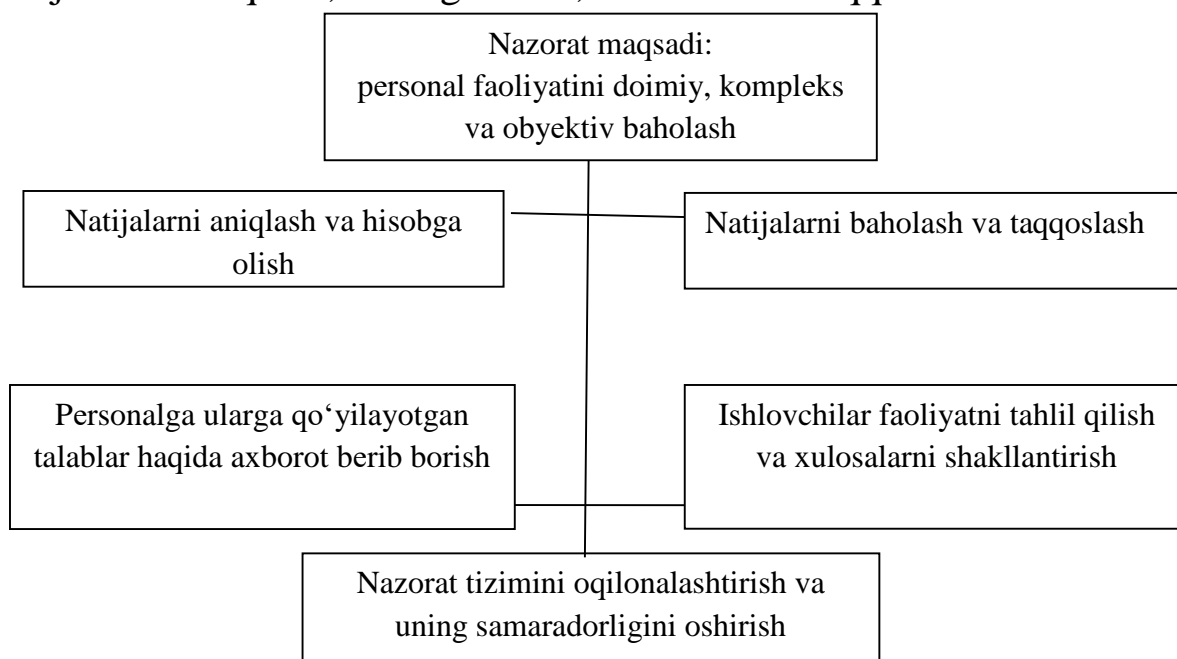 Nazorat maqsadi:
personal faoliyatini doimiy, kompleks
va obyektiv baholash
Natijalarni aniqlash va hisobga
olish
Natijalarni baholash va taqqoslash
Personalga ularga qo‘yilayotgan
talablar haqida axborot berib borish
Ishlovchilar faoliyatni tahlil qilish
va xulosalarni shakllantirish
Nazorat tizimini oqilonalashtirish va
uning samaradorligini oshirish